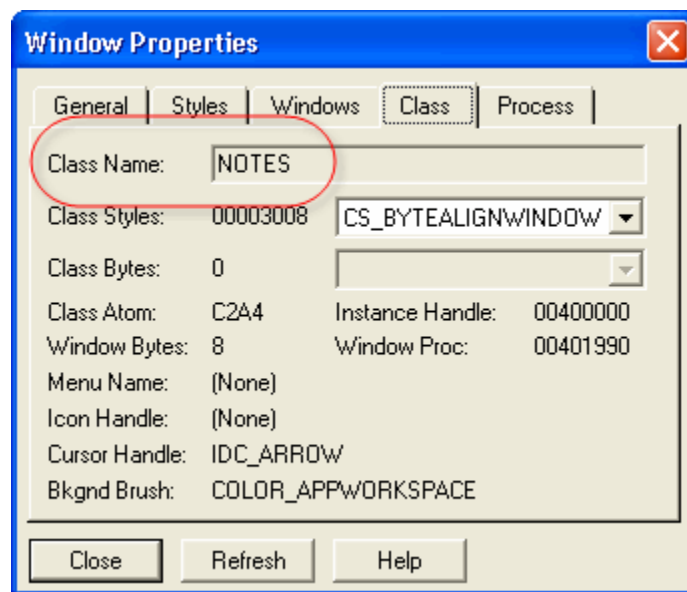 Window Properties
General Styles Windows Class Process
Class Name: NOTES
Class Styles: 00003008 CS_BYTEALIGNWINDOW
Class Bytes: 0
Class Atom: C2A4 Instance Handle: 00400000
Window Bytes: 8 Window Proc: 00401990
Menu Name: (None)
Icon Handle: (None)
Cursor Handle: IDC_ARROW
Bkgnd Brush: COLOR_APPWORKSPACE
Close Refresh Help